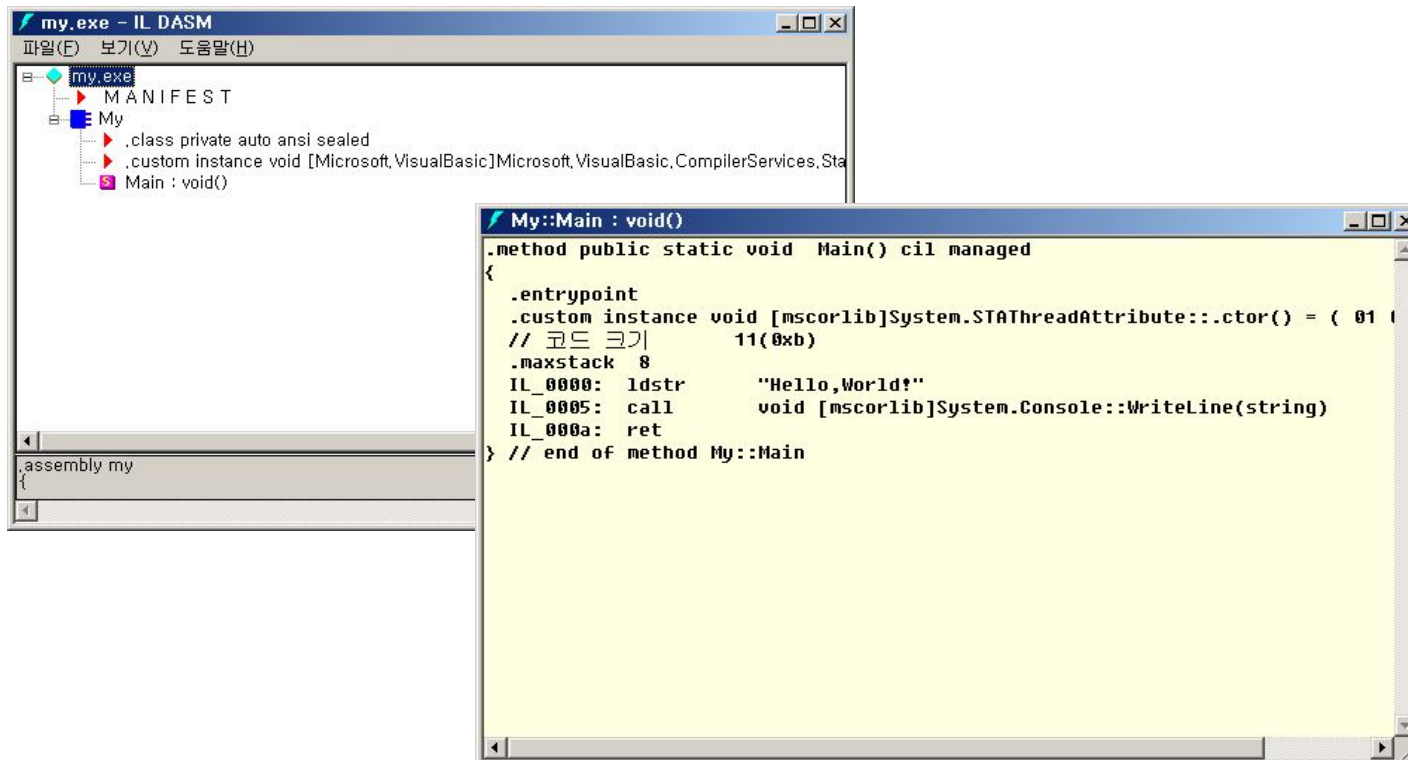 my.exe - IL DASM
파일(F) 보기(V) 도움말(H)
my.exe
M A N I F E S T
My
.class private auto ansi sealed
.custom instance void [Microsoft.VisualBasic]Microsoft.VisualBasic.CompilerServices.Sta
Main : void()
.assembly my
{
My::Main : void()
.method public static void Main() cil managed
{
.entrypoint
.custom instance void [mscorlib]System.STAThreadAttribute::.ctor() = ( 01
// 코드 크기 11(0xb)
.maxstack 8
IL_0000: ldstr "Hello,World!"
IL_0005: call void [mscorlib]System.Console::WriteLine(string)
IL_000a: ret
} // end of method My::Main